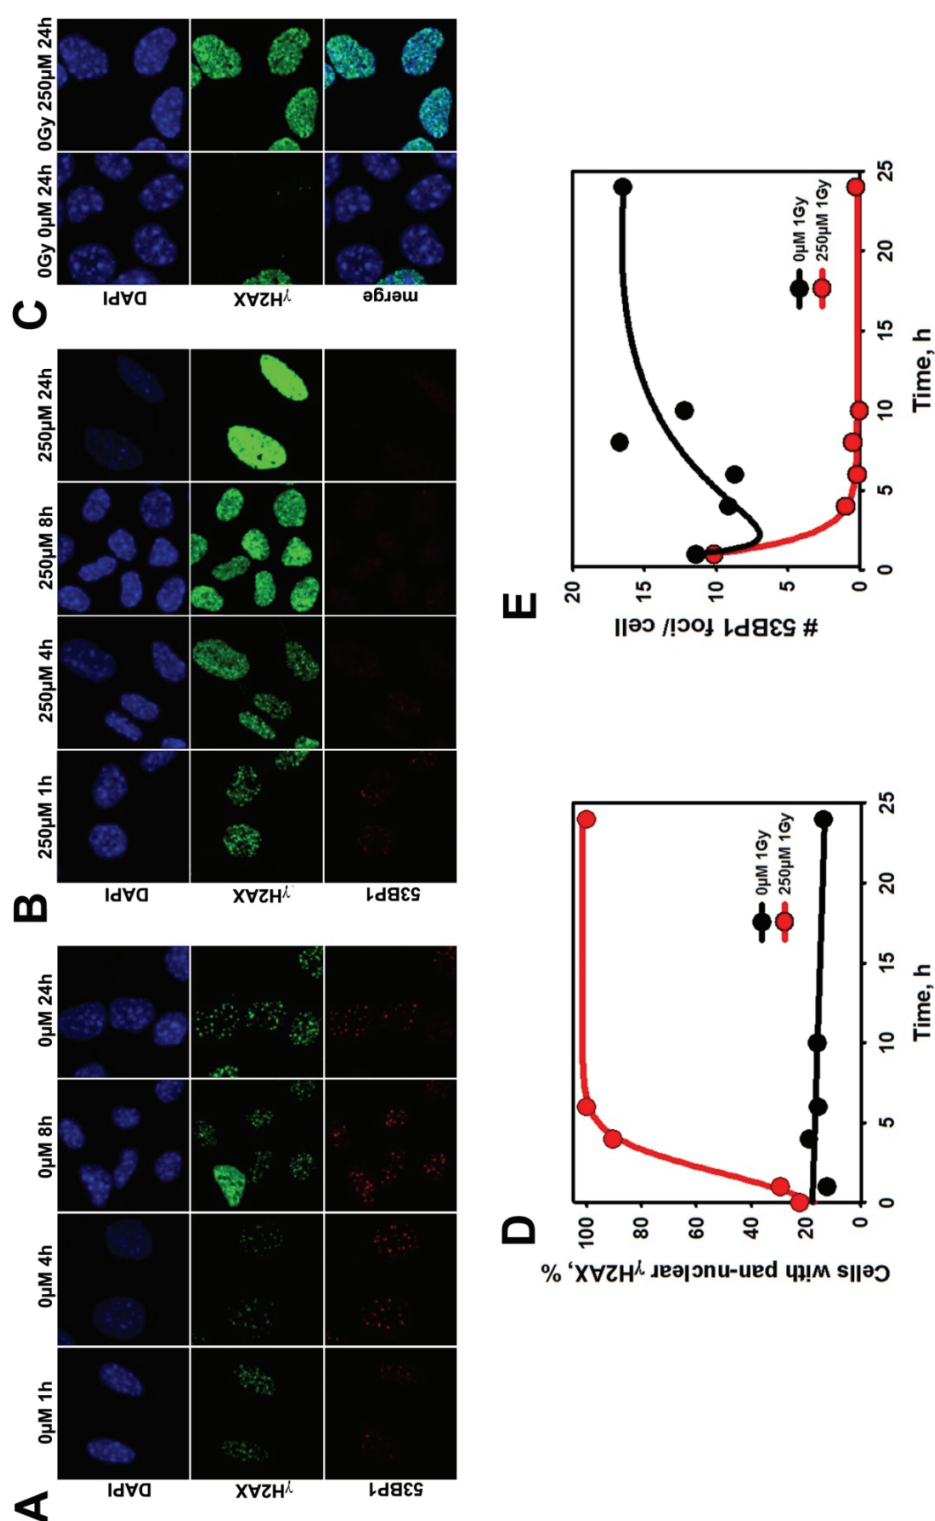 A
0µM 1h
0µM 4h
0µM 8h
0µM 24h
DAPI
γH2AX
53BP1
B
250µM 1h
250µM 4h
250µM 8h
250µM 24h
DAPI
γH2AX
53BP1
C
0Gy 0µM 24h
0Gy 250µM 24h
DAPI
γH2AX
merge
D
Cells with pan-nuclear γH2AX, %
100
80
60
40
20
0
0 5 10 15 20 25
Time, h
0µM 1Gy
250µM 1Gy
E
# 53BP1 foci/ cell
20
15
10
5
0
0 5 10 15 20 25
Time, h
0µM 1Gy
250µM 1Gy